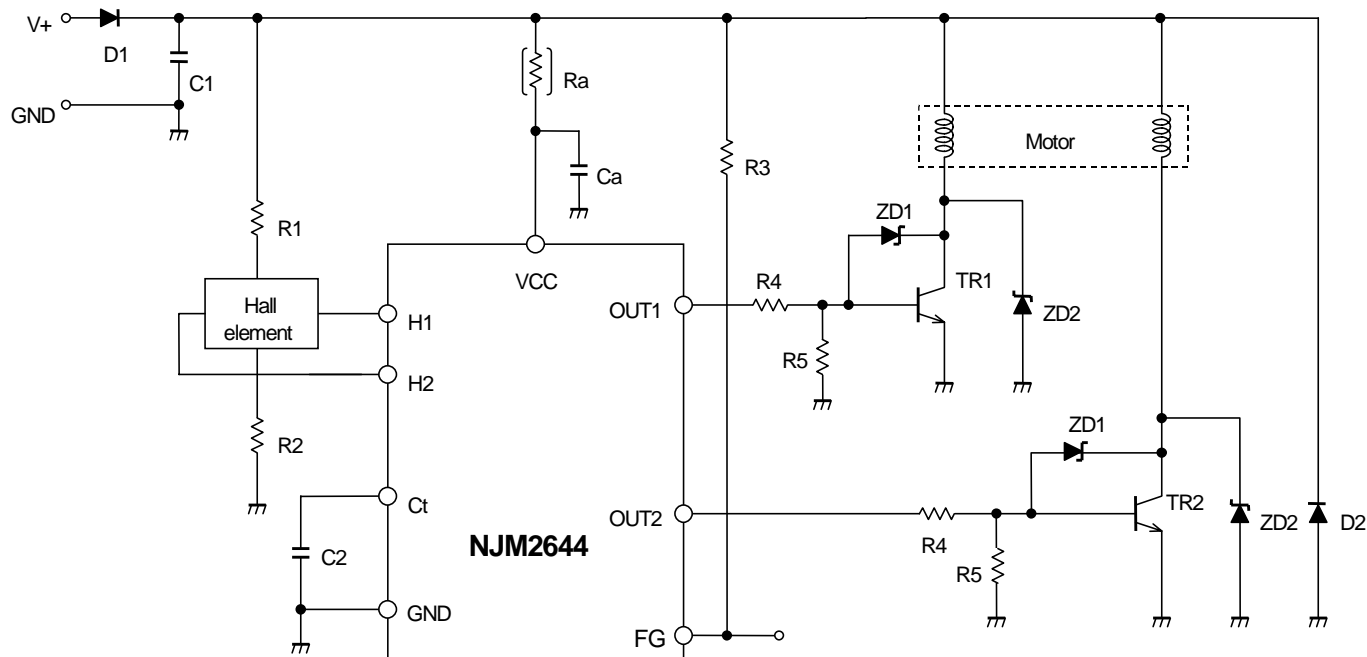 V+
D1
C1
GND
Ra
Ca
R3
Motor
R1
VCC
ZD1
TR1
R4
OUT1
ZD2
Hall
element
H1
R5
H2
R2
ZD1
Ct
OUT2
TR2
ZD2
D2
NJM2644
R4
C2
R5
GND
FG